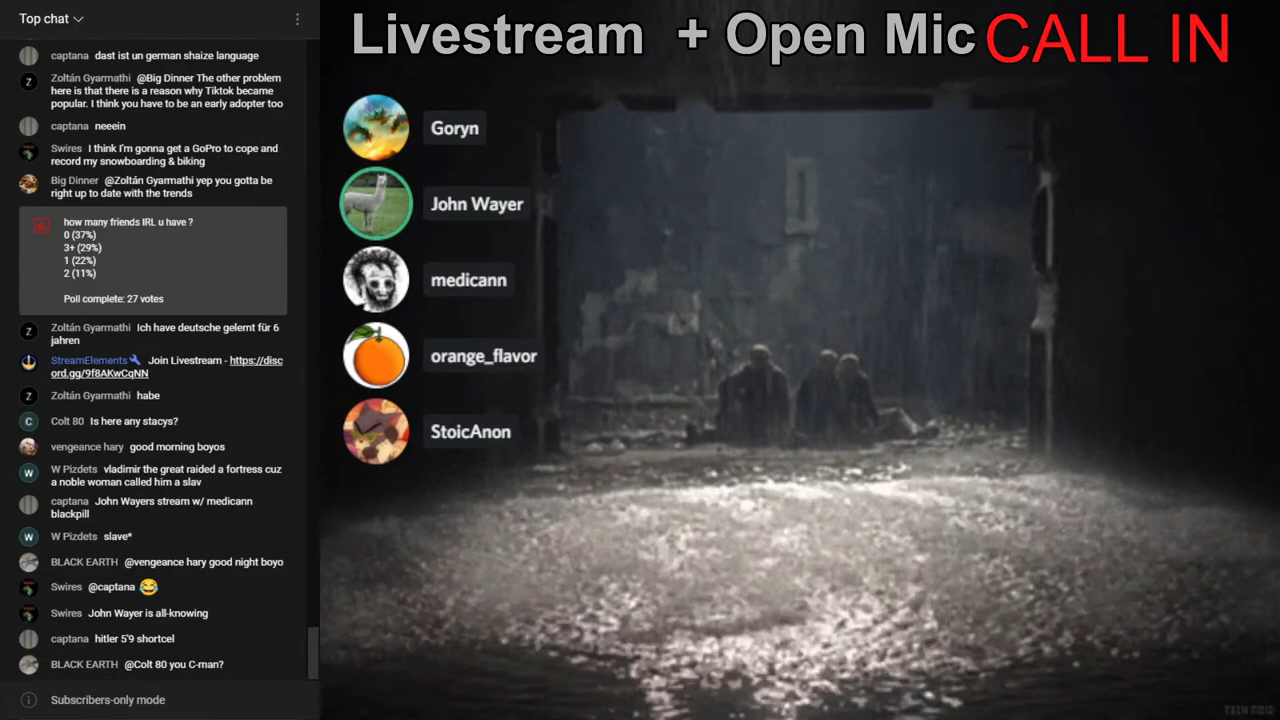 Top chat
captana dast ist un german shaize language
Zoltán Gyarmathi @Big Dinner The other problem
here is that there is a reason why Tiktok became
popular. I think you have to be an early adopter too
captana neeein
Swires I think I'm gonna get a GoPro to cope and
record my snowboarding & biking
Big Dinner @Zoltán Gyarmathi yep you gotta be
right up to date with the trends
how many friends IRL u have ?
0 (37%)
3+ (29%)
1 (22%)
2 (11%)
Poll complete: 27 votes
Zoltán Gyarmathi Ich have deutsche gelernt für 6
jahren
StreamElements Join Livestream - https://disc
ord.gg/9f8AKwCqNN
Zoltán Gyarmathi habe
Colt 80 Is here any stacys?
vengeance hary good morning boyos
W Pizdets vladimir the great raided a fortress cuz
a noble woman called him a slav
captana John Wayers stream w/ medicann
blackpill
W Pizdets slave*
BLACK EARTH @vengeance hary good night boyo
Swires @captana 😂
Swires John Wayer is all-knowing
captana hitler 5'9 shortcel
BLACK EARTH @Colt 80 you C-man?
Subscribers-only mode
Livestream + Open Mic CALL IN
Goryn
John Wayer
medicann
orange_flavor
StoicAnon